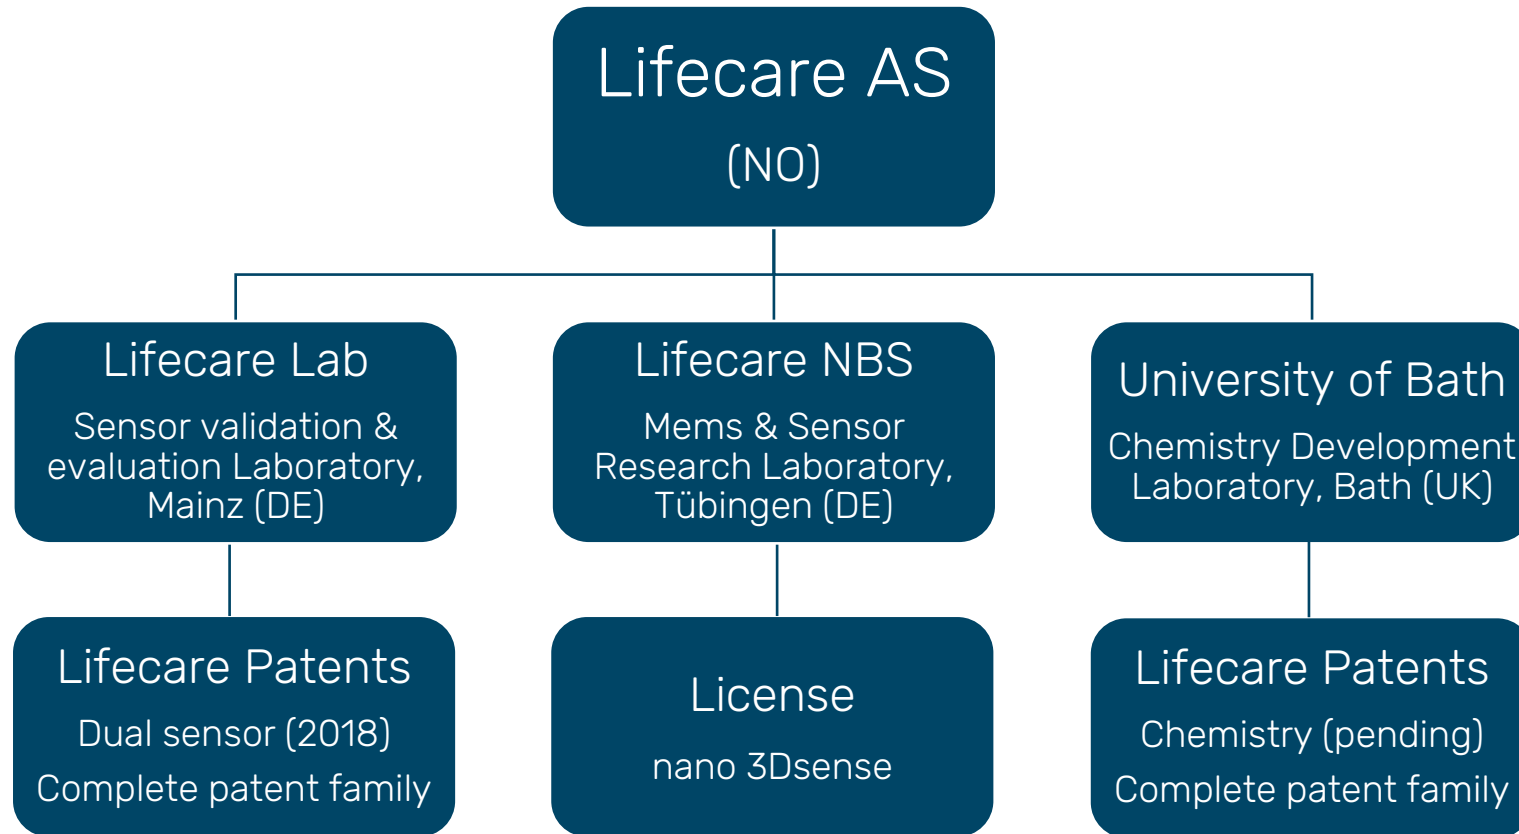 Lifecare AS
(NO)
Lifecare Lab
Sensor validation &
evaluation Laboratory,
Mainz (DE)
Lifecare NBS
Mems & Sensor
Research Laboratory,
Tübingen (DE)
University of Bath
Chemistry Development
Laboratory, Bath (UK)
Lifecare Patents
Dual sensor (2018)
Complete patent family
License
nano 3Dsense
Lifecare Patents
Chemistry (pending)
Complete patent family